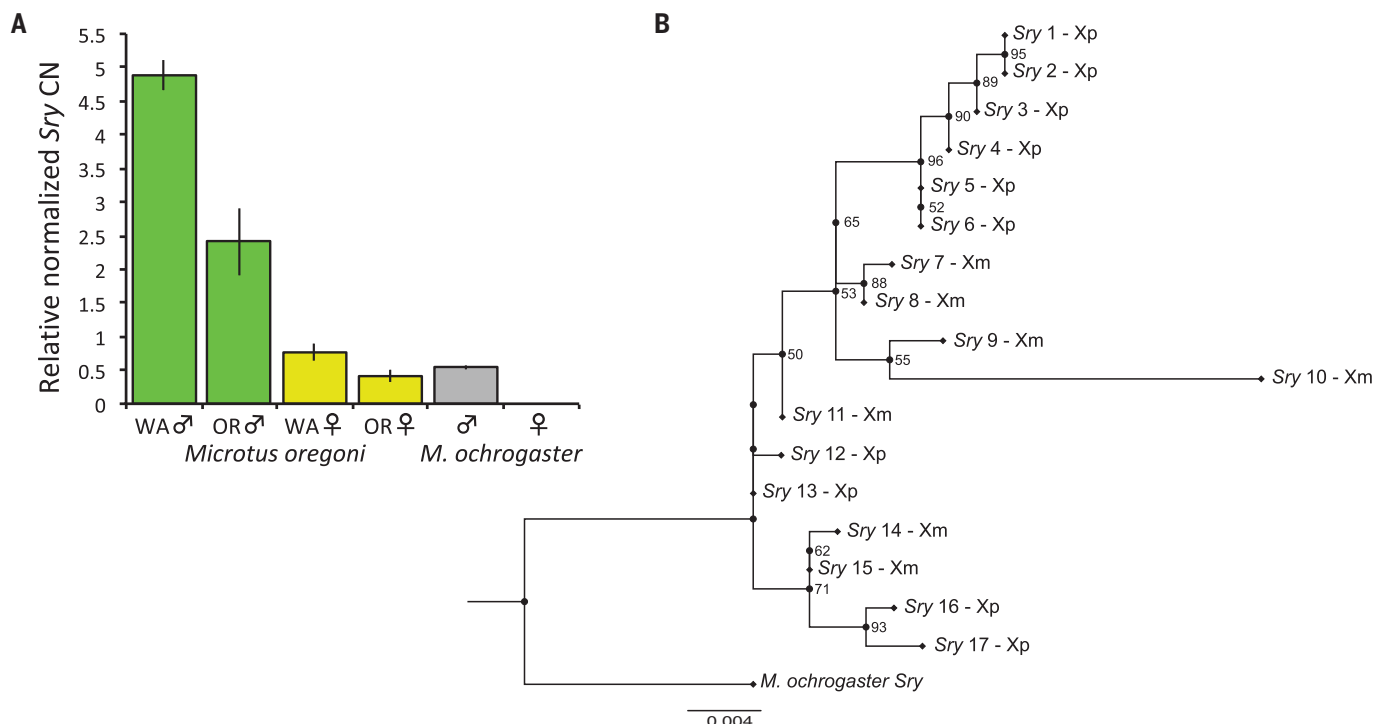 A
Relative normalized Sry CN
5.5
5
4.5
4
3.5
3
2.5
2
1.5
1
0.5
0
WA♂ OR♂ WA♀ OR♀ ♂ ♀
Microtus oregoni M. ochrogaster
B
Sry 1 - Xp
95
Sry 2 - Xp
89
Sry 3 - Xp
90
Sry 4 - Xp
96
Sry 5 - Xp
52
Sry 6 - Xp
65
Sry 7 - Xm
88
53
Sry 8 - Xm
Sry 9 - Xm
50
55
Sry 10 - Xm
Sry 11 - Xm
Sry 12 - Xp
Sry 13 - Xp
Sry 14 - Xm
62
Sry 15 - Xm
71
Sry 16 - Xp
93
Sry 17 - Xp
M. ochrogaster Sry
0.004